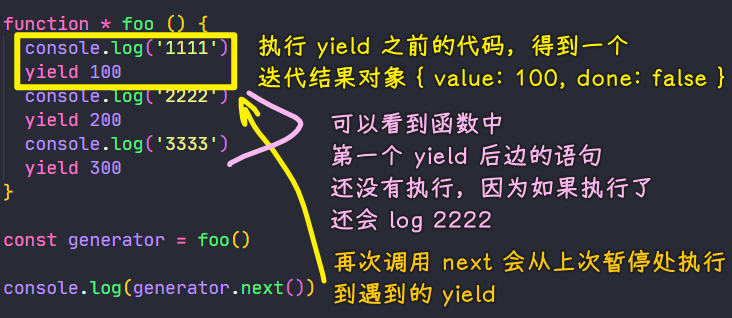 function * foo () {
console.log('1111')
yield 100
console.log('2222')
yield 200
console.log('3333')
yield 300
}
const generator = foo()
console.log(generator.next())
执行 yield 之前的代码，得到一个
迭代结果对象 { value: 100, done: false }
可以看到函数中
第一个 yield 后边的语句
还没有执行，因为如果执行了
还会 log 2222
再次调用 next 会从上次暂停处执行
到遇到的 yield